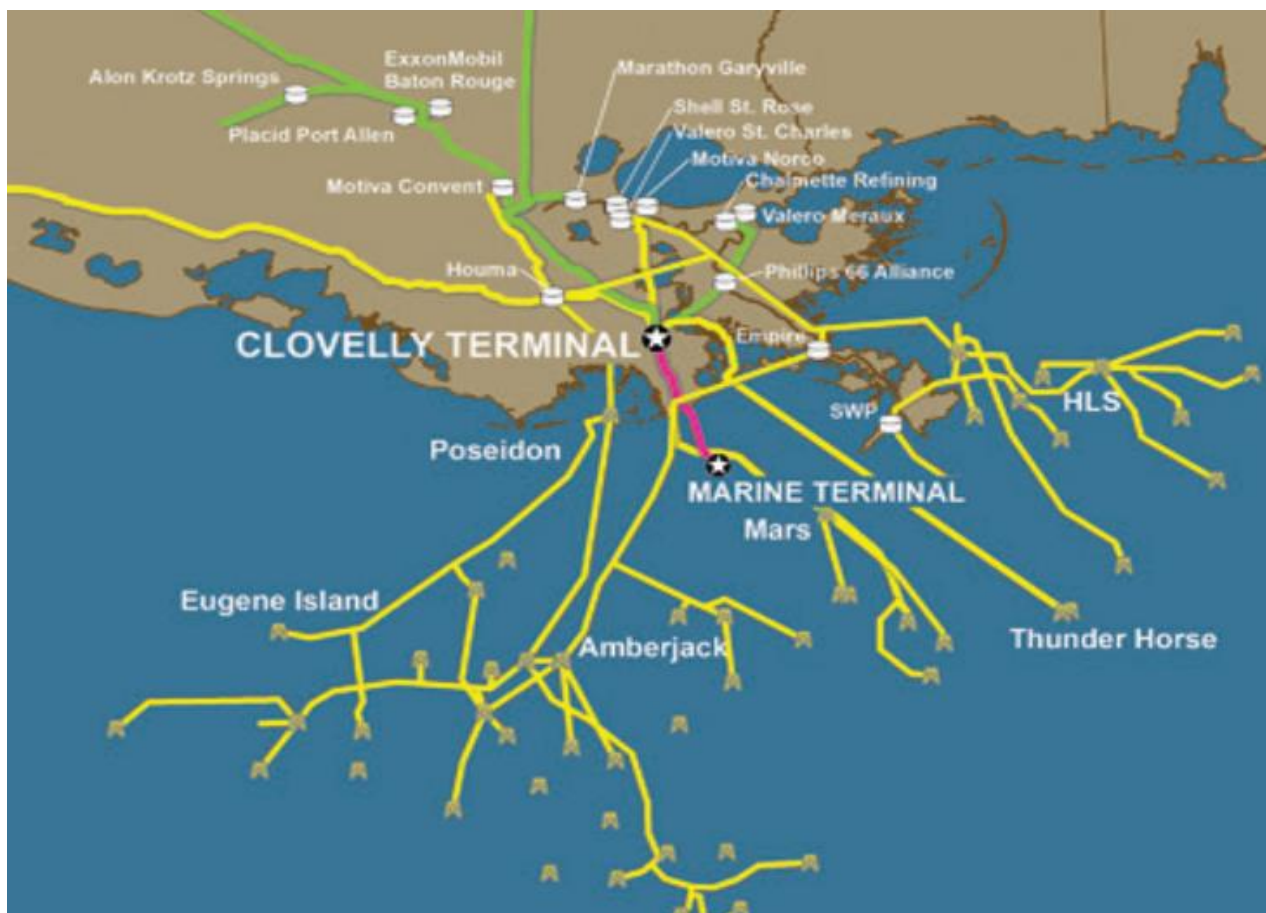 ExxonMobil
Baton Rouge
Alon Krotz Springs
Marathon Garyville
Shell St. Rose
Placid Port Allen
Valero St. Charles
Motiva Norco
Motiva Convent
Chalmette Refining
Valero Meraux
Houma
Phillips 66 Alliance
CLOVELLY TERMINAL
Empire
HLS
SWP
Poseidon
MARINE TERMINAL
Mars
Eugene Island
Amberjack
Thunder Horse